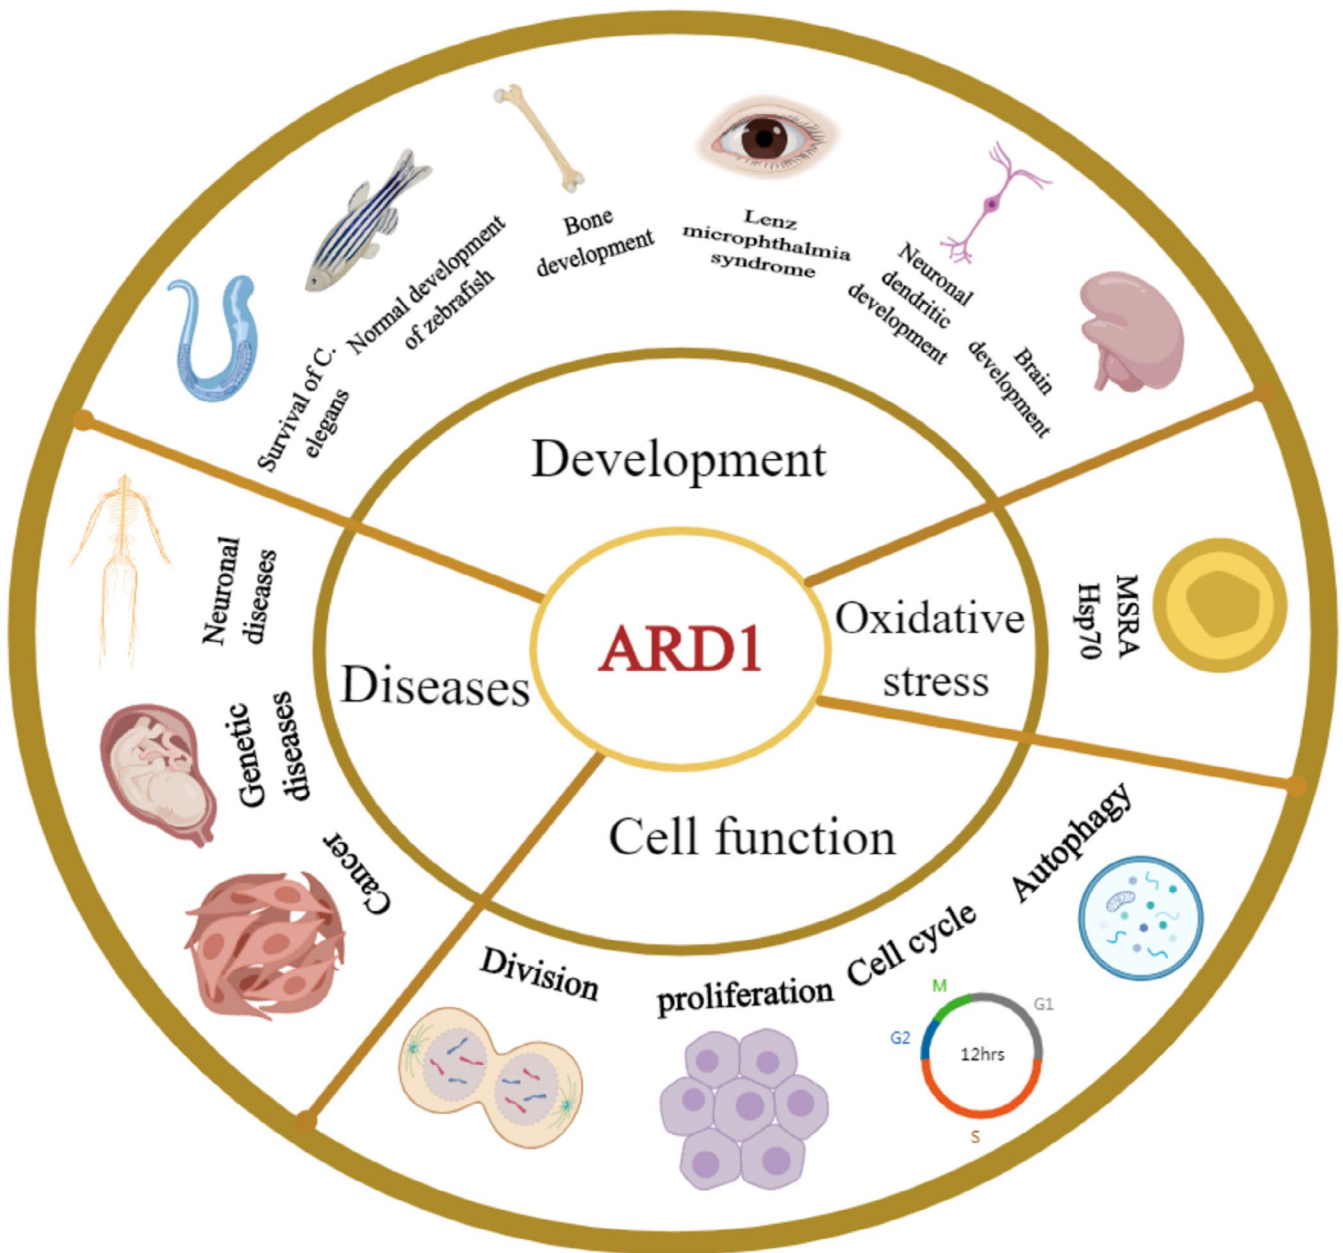 Survival of C.
elegans
Normal development
of zebrafish
Bone
development
Lenz
microphthalmia
syndrome
Neuronal
dendritic
development
Brain
development
Development
MSRA
Hsp70
Oxidative
stress
ARD1
Diseases
Neuronal
diseases
Genetic
diseases
Cancer
Cell function
Division
proliferation
Cell cycle
Autophagy
M
G1
G2
12hrs
S